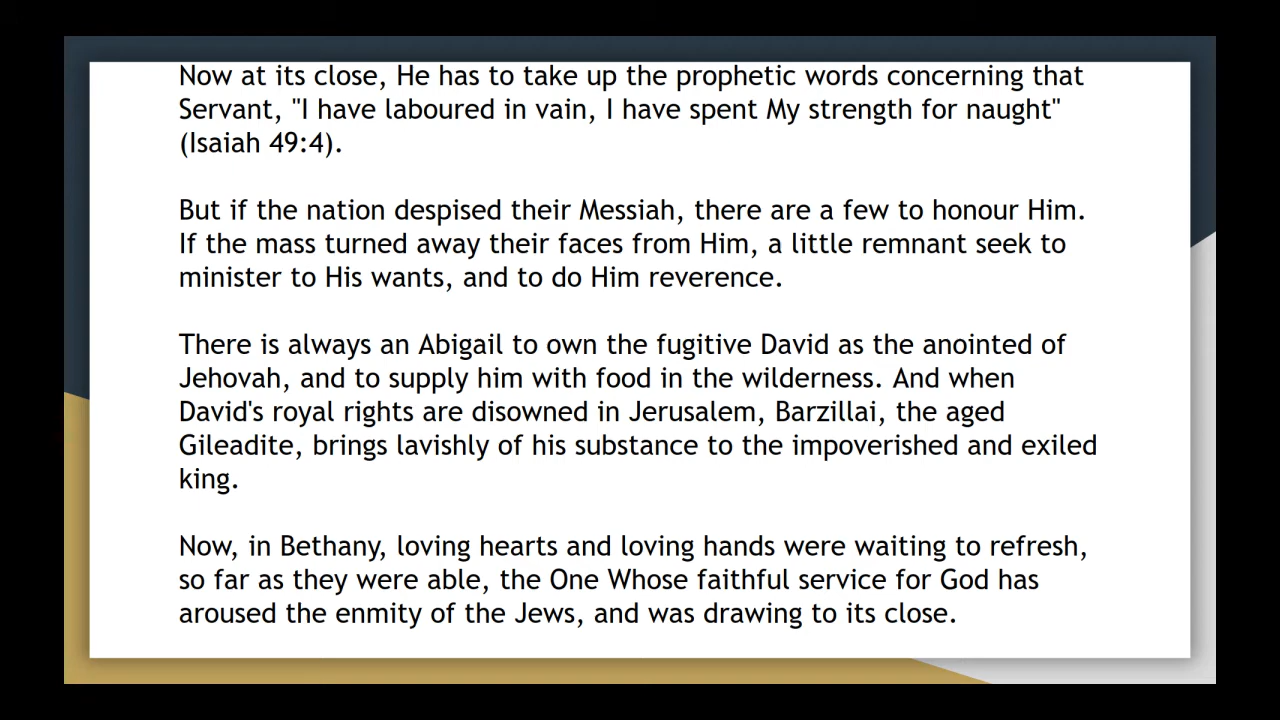 Now at its close, He has to take up the prophetic words concerning that
Servant, "I have laboured in vain, I have spent My strength for naught"
(Isaiah 49:4).
But if the nation despised their Messiah, there are a few to honour Him.
If the mass turned away their faces from Him, a little remnant seek to
minister to His wants, and to do Him reverence.
There is always an Abigail to own the fugitive David as the anointed of
Jehovah, and to supply him with food in the wilderness. And when
David's royal rights are disowned in Jerusalem, Barzillai, the aged
Gileadite, brings lavishly of his substance to the impoverished and exiled
king.
Now, in Bethany, loving hearts and loving hands were waiting to refresh,
so far as they were able, the One Whose faithful service for God has
aroused the enmity of the Jews, and was drawing to its close.